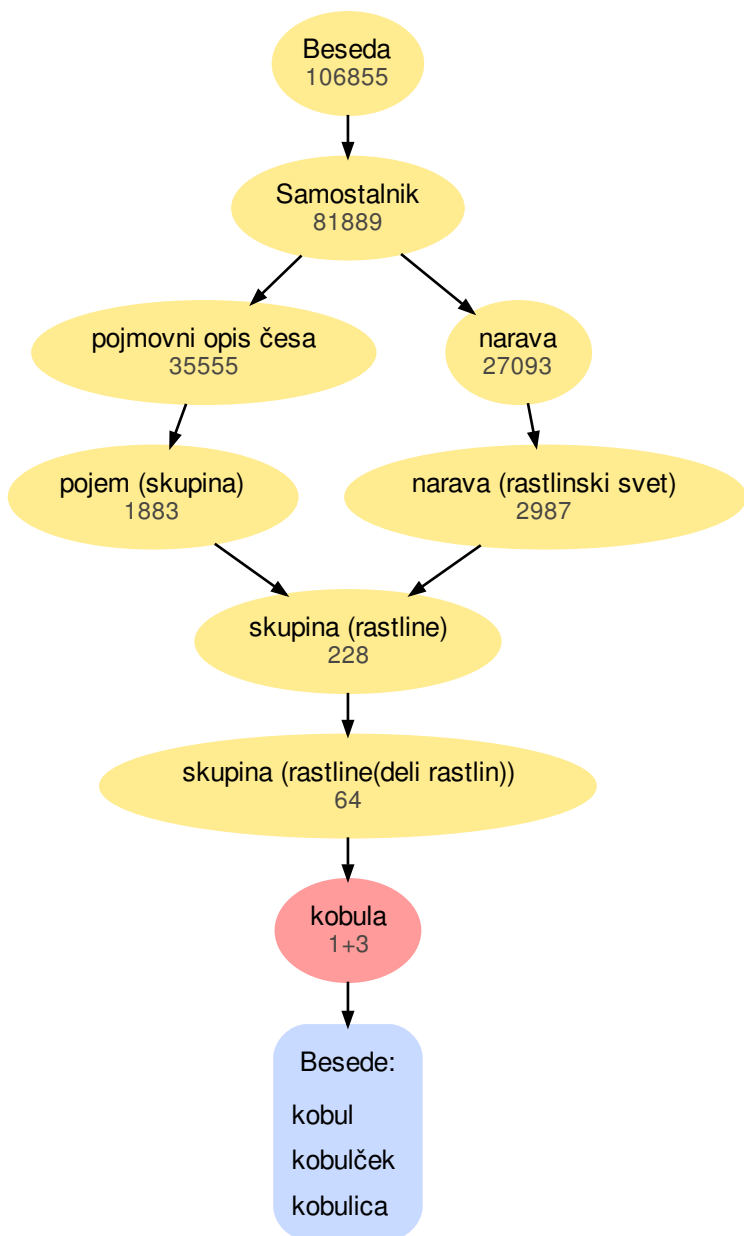 Beseda
106855
Samostalnik
81889
pojmovni opis česa
35555
narava
27093
pojem (skupina)
1883
narava (rastlinski svet)
2987
skupina (rastline)
228
skupina (rastline(deli rastlin))
64
kobula
1+3
Besede:
kobul
kobulček
kobulica